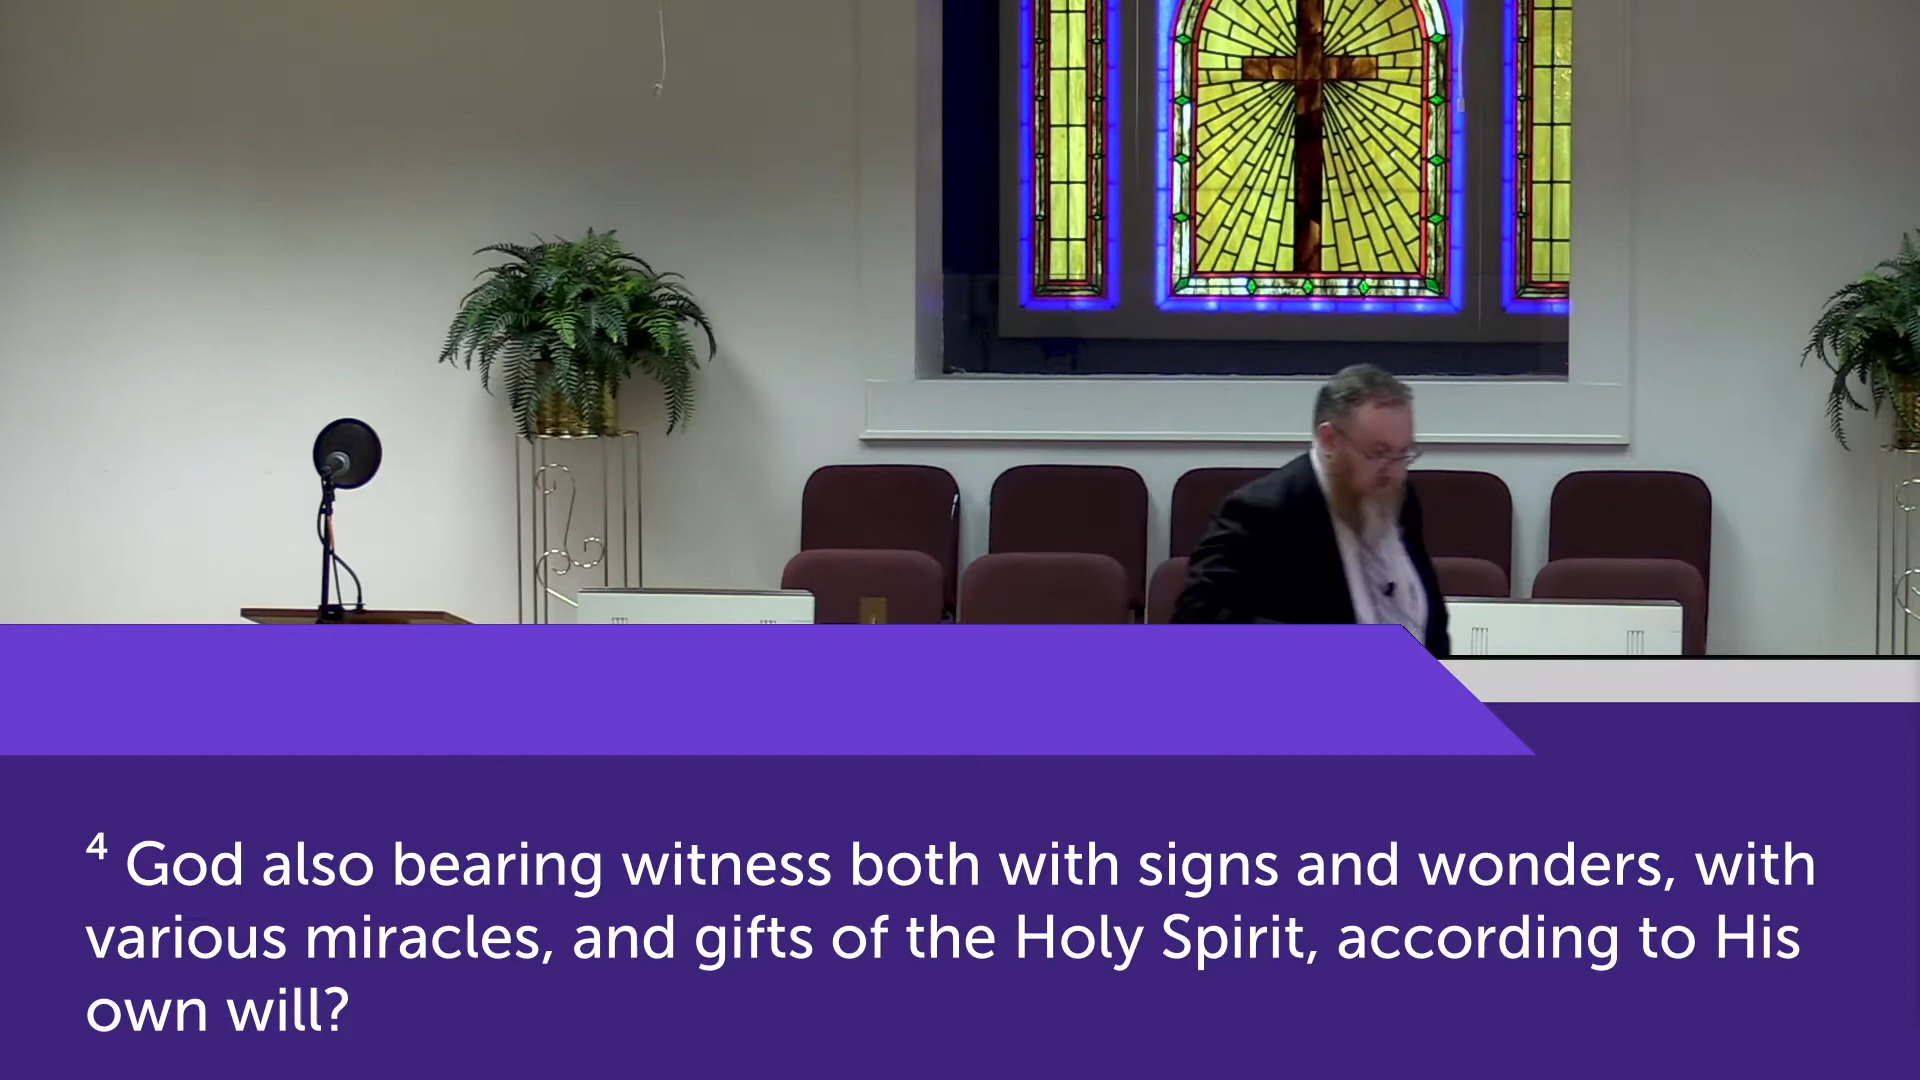 4 God also bearing witness both with signs and wonders, with
various miracles, and gifts of the Holy Spirit, according to His
own will?